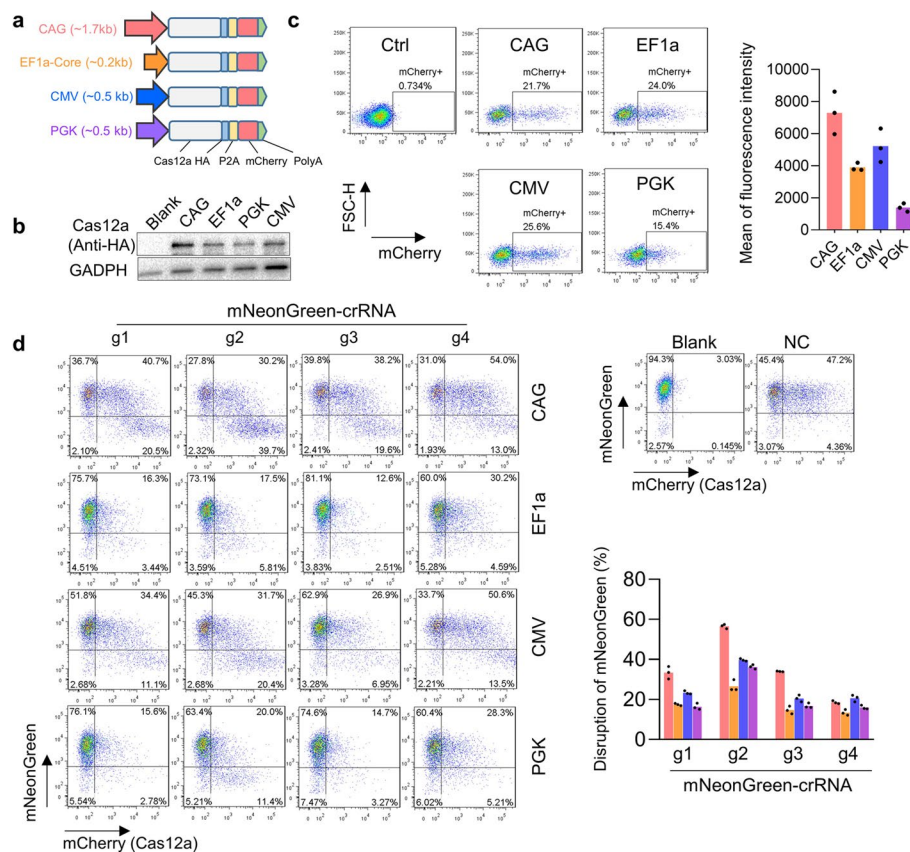 a
CAG (~1.7kb)
EF1a-Core (~0.2kb)
CMV (~0.5 kb)
PGK (~0.5 kb)
Cas12a HA P2A mCherry PolyA
b
Blank CAG EF1a PGK CMV
Cas12a
(Anti-HA)
GADPH
c
Ctrl
mCherry+
0.734%
CAG
mCherry+
21.7%
EF1a
mCherry+
24.0%
CMV
mCherry+
25.6%
PGK
mCherry+
15.4%
FSC-H
mCherry
250K
200K
150K
100K
50K
0
Mean of fluorescence intensity
10000
8000
6000
4000
2000
0
CAG EF1a CMV PGK
d
mNeonGreen-crRNA
g1 g2 g3 g4
36.7% 40.7% 27.8% 30.2% 39.8% 38.2% 31.0% 54.0%
2.10% 20.5% 2.32% 39.7% 2.41% 19.6% 1.93% 13.0%
CAG
75.7% 16.3% 73.1% 17.5% 81.1% 12.6% 60.0% 30.2%
4.51% 3.44% 3.59% 5.81% 3.83% 2.51% 5.28% 4.59%
EF1a
51.8% 34.4% 45.3% 31.7% 62.9% 26.9% 33.7% 50.6%
2.68% 11.1% 2.68% 20.4% 3.28% 6.95% 2.21% 13.5%
CMV
76.1% 15.6% 63.4% 20.0% 74.6% 14.7% 60.4% 28.3%
5.54% 2.78% 5.21% 11.4% 7.47% 3.27% 6.02% 5.21%
PGK
mNeonGreen
mCherry (Cas12a)
Blank NC
94.3% 3.03% 45.4% 47.2%
2.57% 0.145% 3.07% 4.36%
mNeonGreen
mCherry (Cas12a)
Disruption of mNeonGreen (%)
80
60
40
20
0
g1 g2 g3 g4
mNeonGreen-crRNA